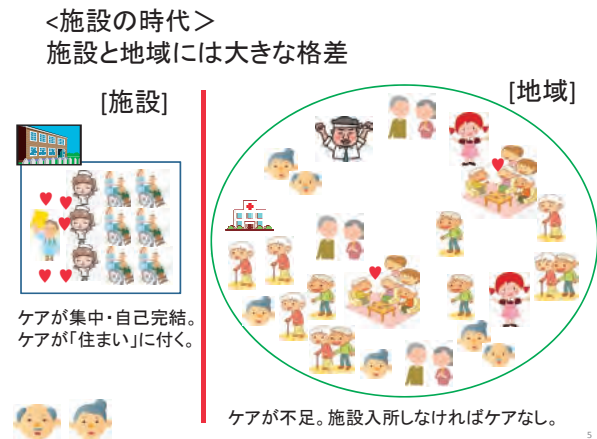 <施設の時代＞
施設と地域には大きな格差
[施設]
[地域]
ケアが集中・自己完結。
ケアが「住まい」に付く。
ケアが不足。施設入所しなければケアなし。
5